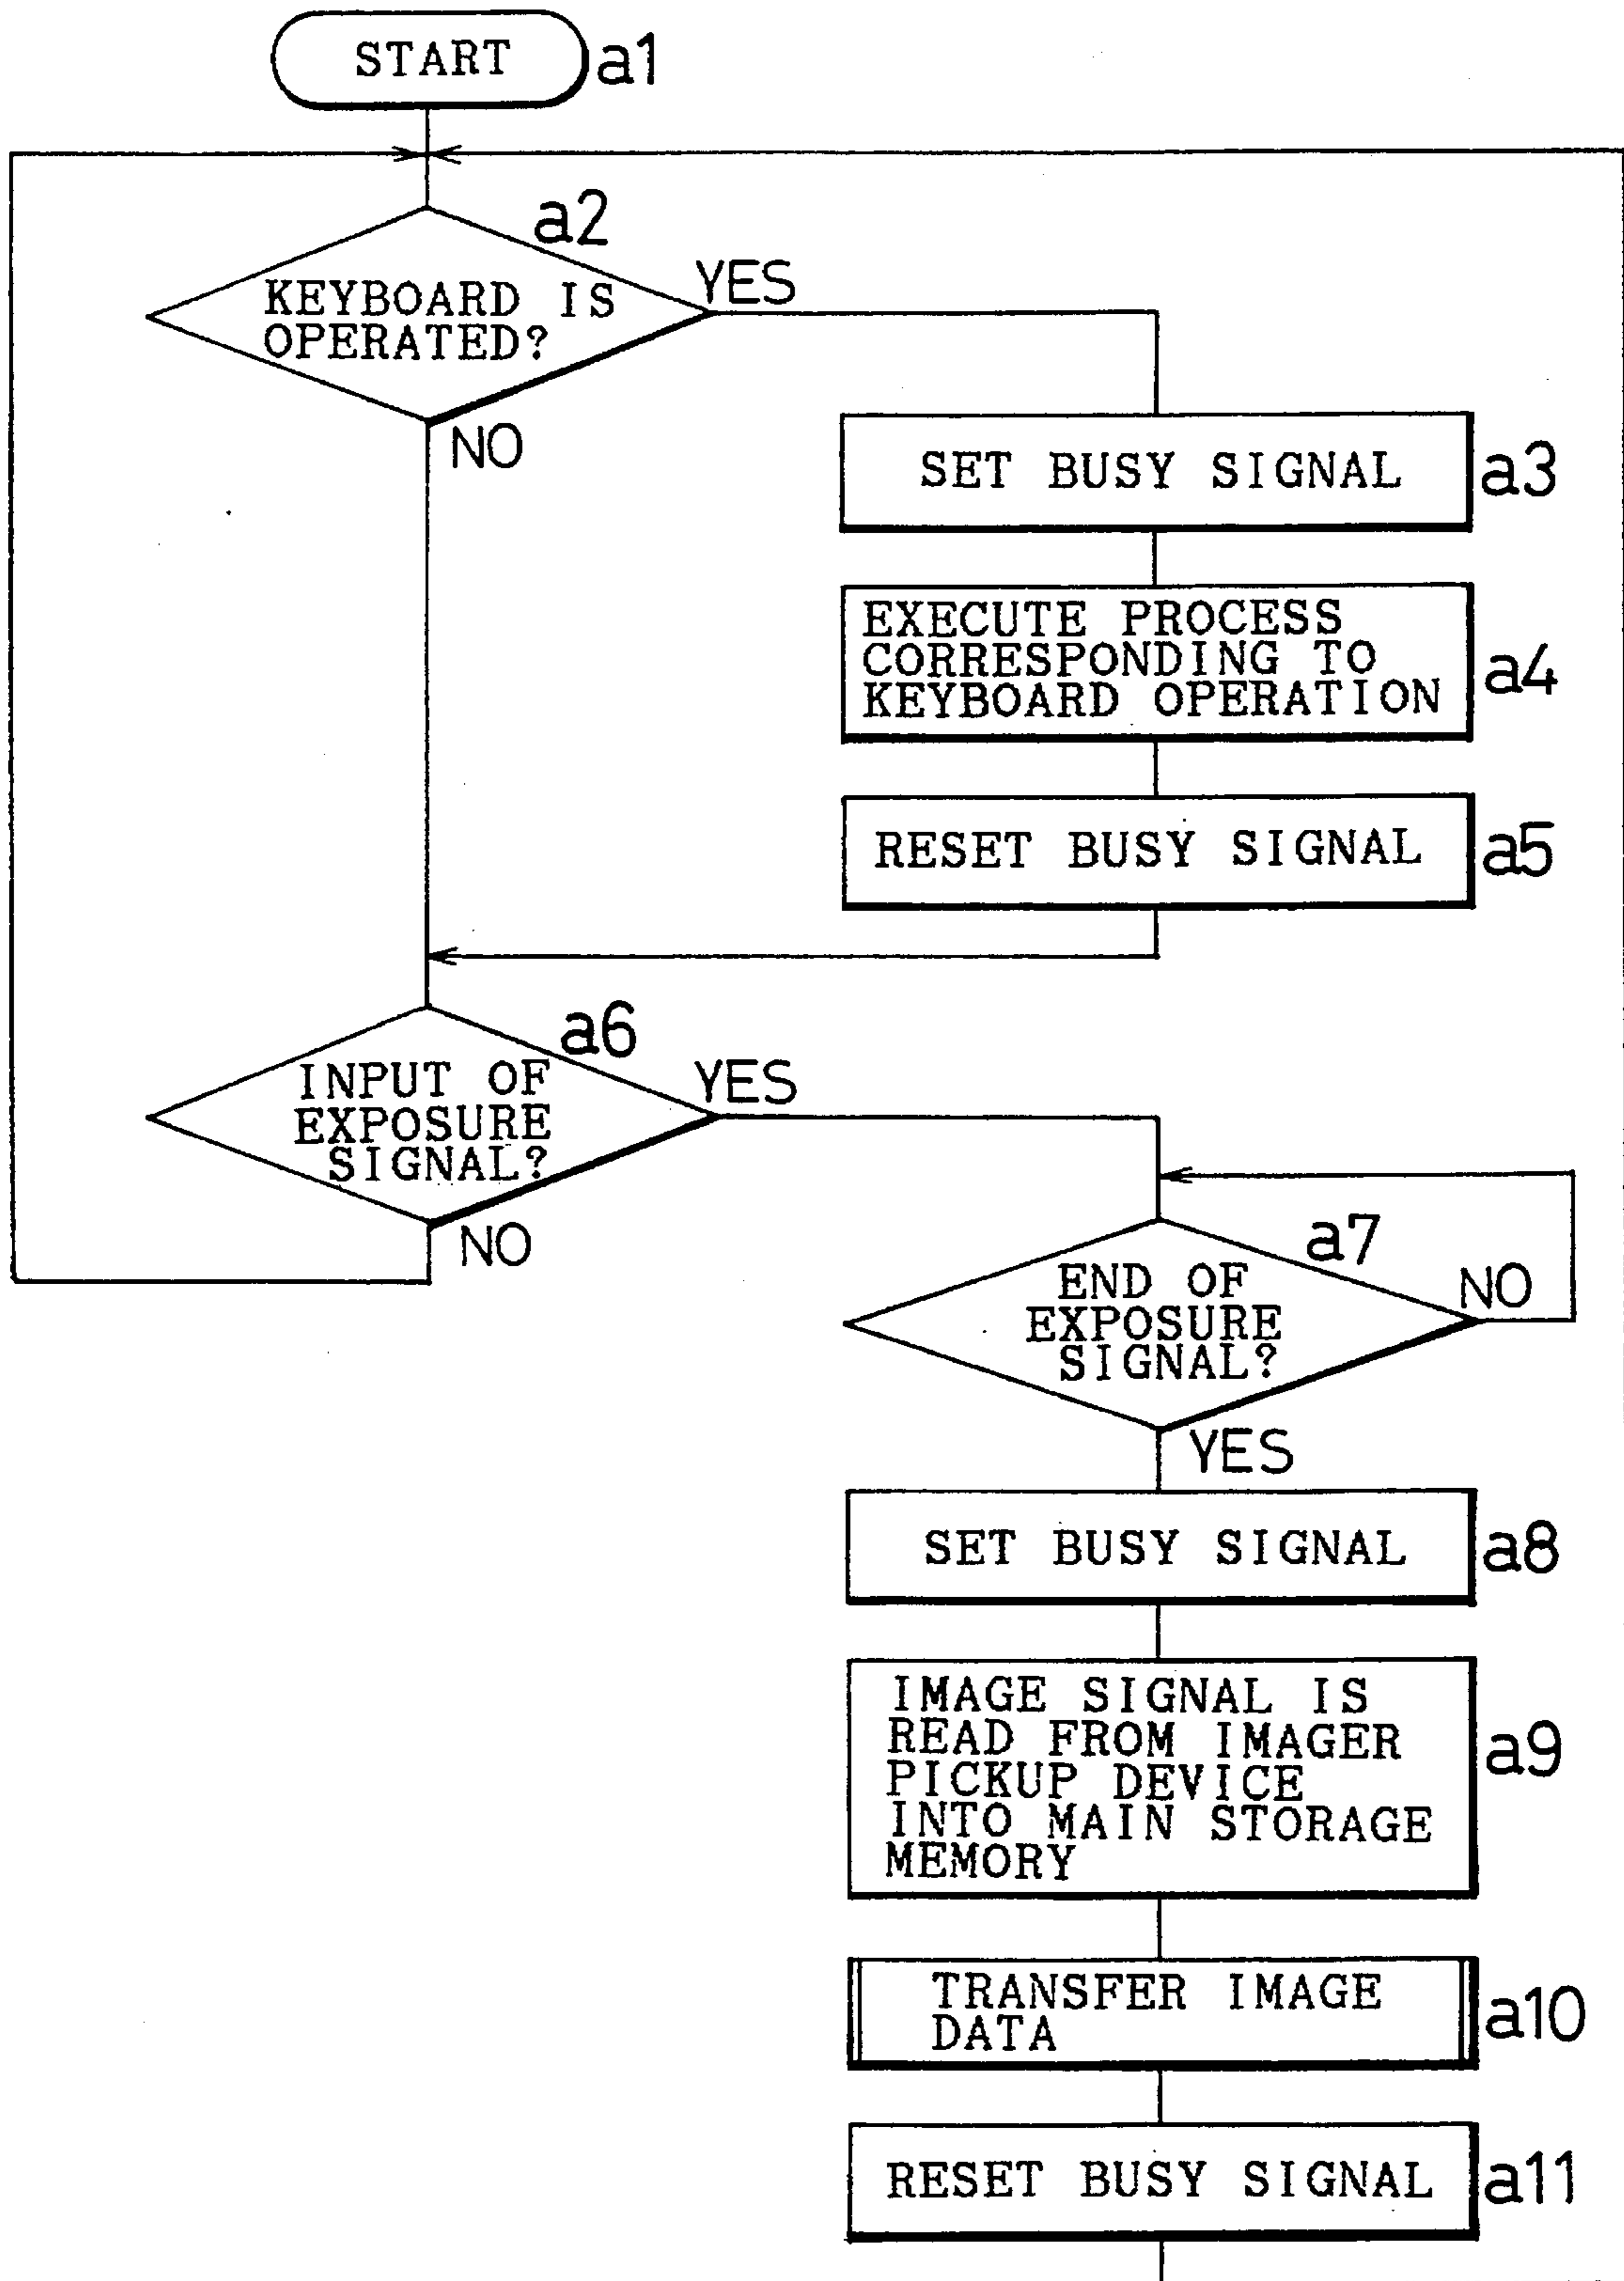 START
a1
a2
KEYBOARD IS
OPERATED?
YES
NO
SET BUSY SIGNAL
a3
EXECUTE PROCESS
CORRESPONDING TO
KEYBOARD OPERATION
a4
RESET BUSY SIGNAL
a5
a6
INPUT OF
EXPOSURE
SIGNAL?
YES
NO
a7
END OF
EXPOSURE
SIGNAL?
NO
YES
SET BUSY SIGNAL
a8
IMAGE SIGNAL IS
READ FROM IMAGER
PICKUP DEVICE
INTO MAIN STORAGE
MEMORY
a9
TRANSFER IMAGE
DATA
a10
RESET BUSY SIGNAL
a11